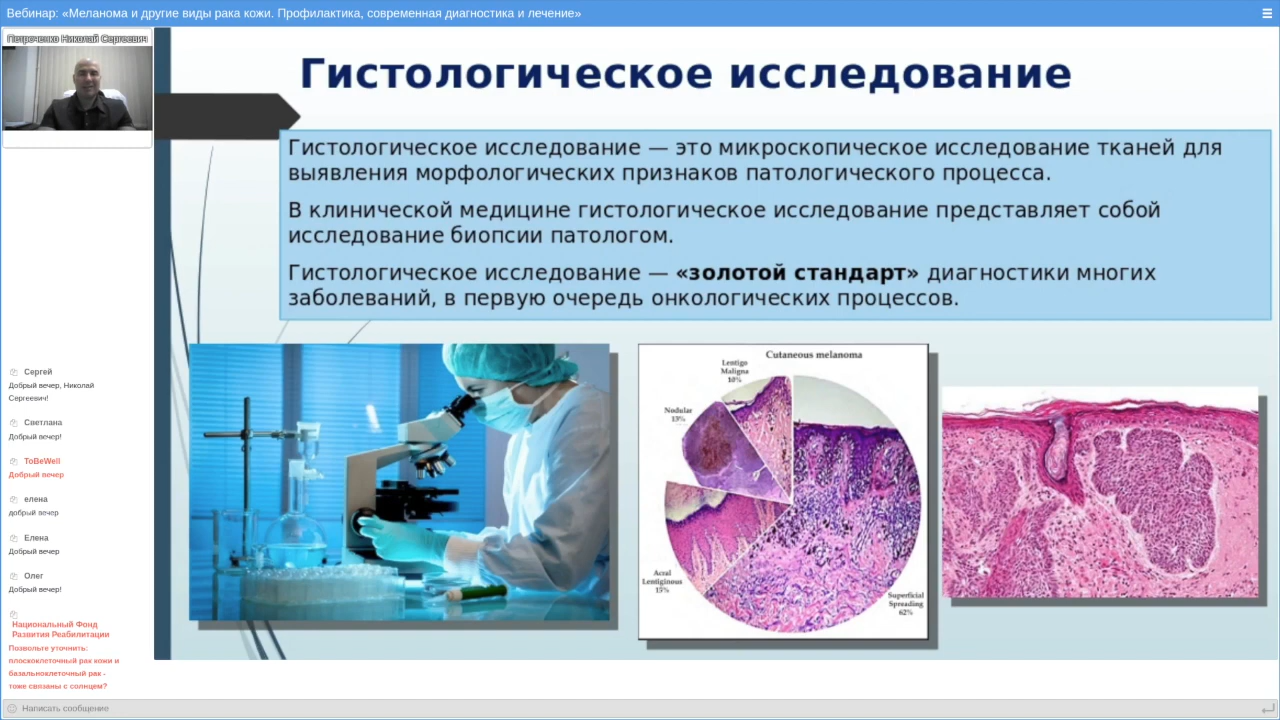 Вебинар: «Меланома и другие виды рака кожи. Профилактика, современная диагностика и лечение»
Петроченко Николай Сергеевич
Гистологическое исследование
Гистологическое исследование — это микроскопическое исследование тканей для
выявления морфологических признаков патологического процесса.
В клинической медицине гистологическое исследование представляет собой
исследование биопсии патологом.
Гистологическое исследование — «золотой стандарт» диагностики многих
заболеваний, в первую очередь онкологических процессов.
Cutaneous melanoma
Lentigo
Maligna
10%
Nodular
13%
Acral
Lentiginous
15%
Superficial
Spreading
62%
Сергей
Добрый вечер, Николай
Сергеевич!
Светлана
Добрый вечер!
ToBeWell
Добрый вечер
елена
добрый вечер
Елена
Добрый вечер
Олег
Добрый вечер!
Национальный Фонд
Развития Реабилитации
Позвольте уточнить:
плоскоклеточный рак кожи и
базальноклеточный рак -
тоже связаны с солнцем?
Написать сообщение